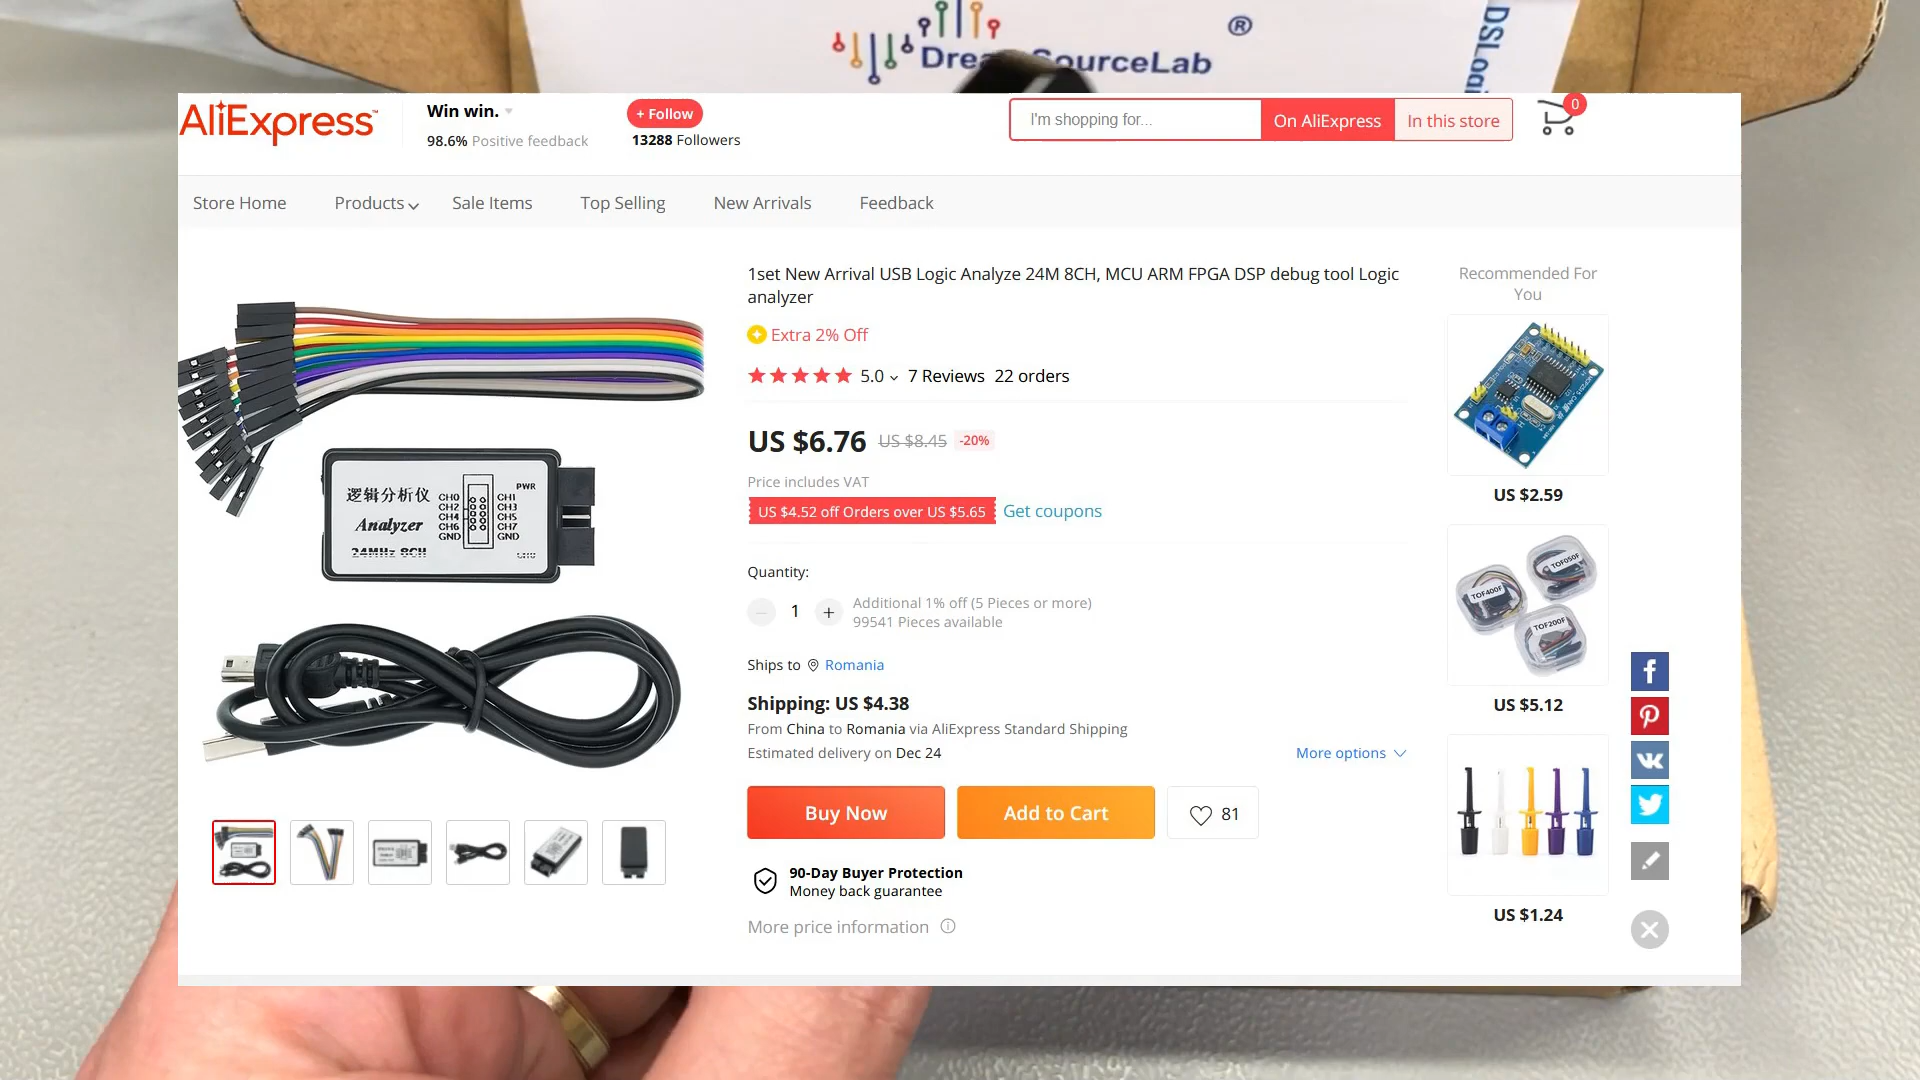 DreamSourceLab ®
DSLogi
AliExpress™
Win win.
98.6% Positive feedback
+ Follow
13288 Followers
I'm shopping for...
On AliExpress
In this store
0
Store Home
Products
Sale Items
Top Selling
New Arrivals
Feedback
逻辑分析仪
Analyzer
24MHz 8CH
PWR
CH0 CH1
CH2 CH3
CH4 CH5
CH6 CH7
GND GND
1set New Arrival USB Logic Analyze 24M 8CH, MCU ARM FPGA DSP debug tool Logic
analyzer
Extra 2% Off
5.0 7 Reviews 22 orders
US $6.76 US $8.45 -20%
Price includes VAT
US $4.52 off Orders over US $5.65 Get coupons
Quantity:
1
Additional 1% off (5 Pieces or more)
99541 Pieces available
Ships to Romania
Shipping: US $4.38
From China to Romania via AliExpress Standard Shipping
Estimated delivery on Dec 24
More options
Buy Now
Add to Cart
81
90-Day Buyer Protection
Money back guarantee
More price information
Recommended For
You
US $2.59
TOF050F
TOF400F
TOF200F
US $5.12
US $1.24